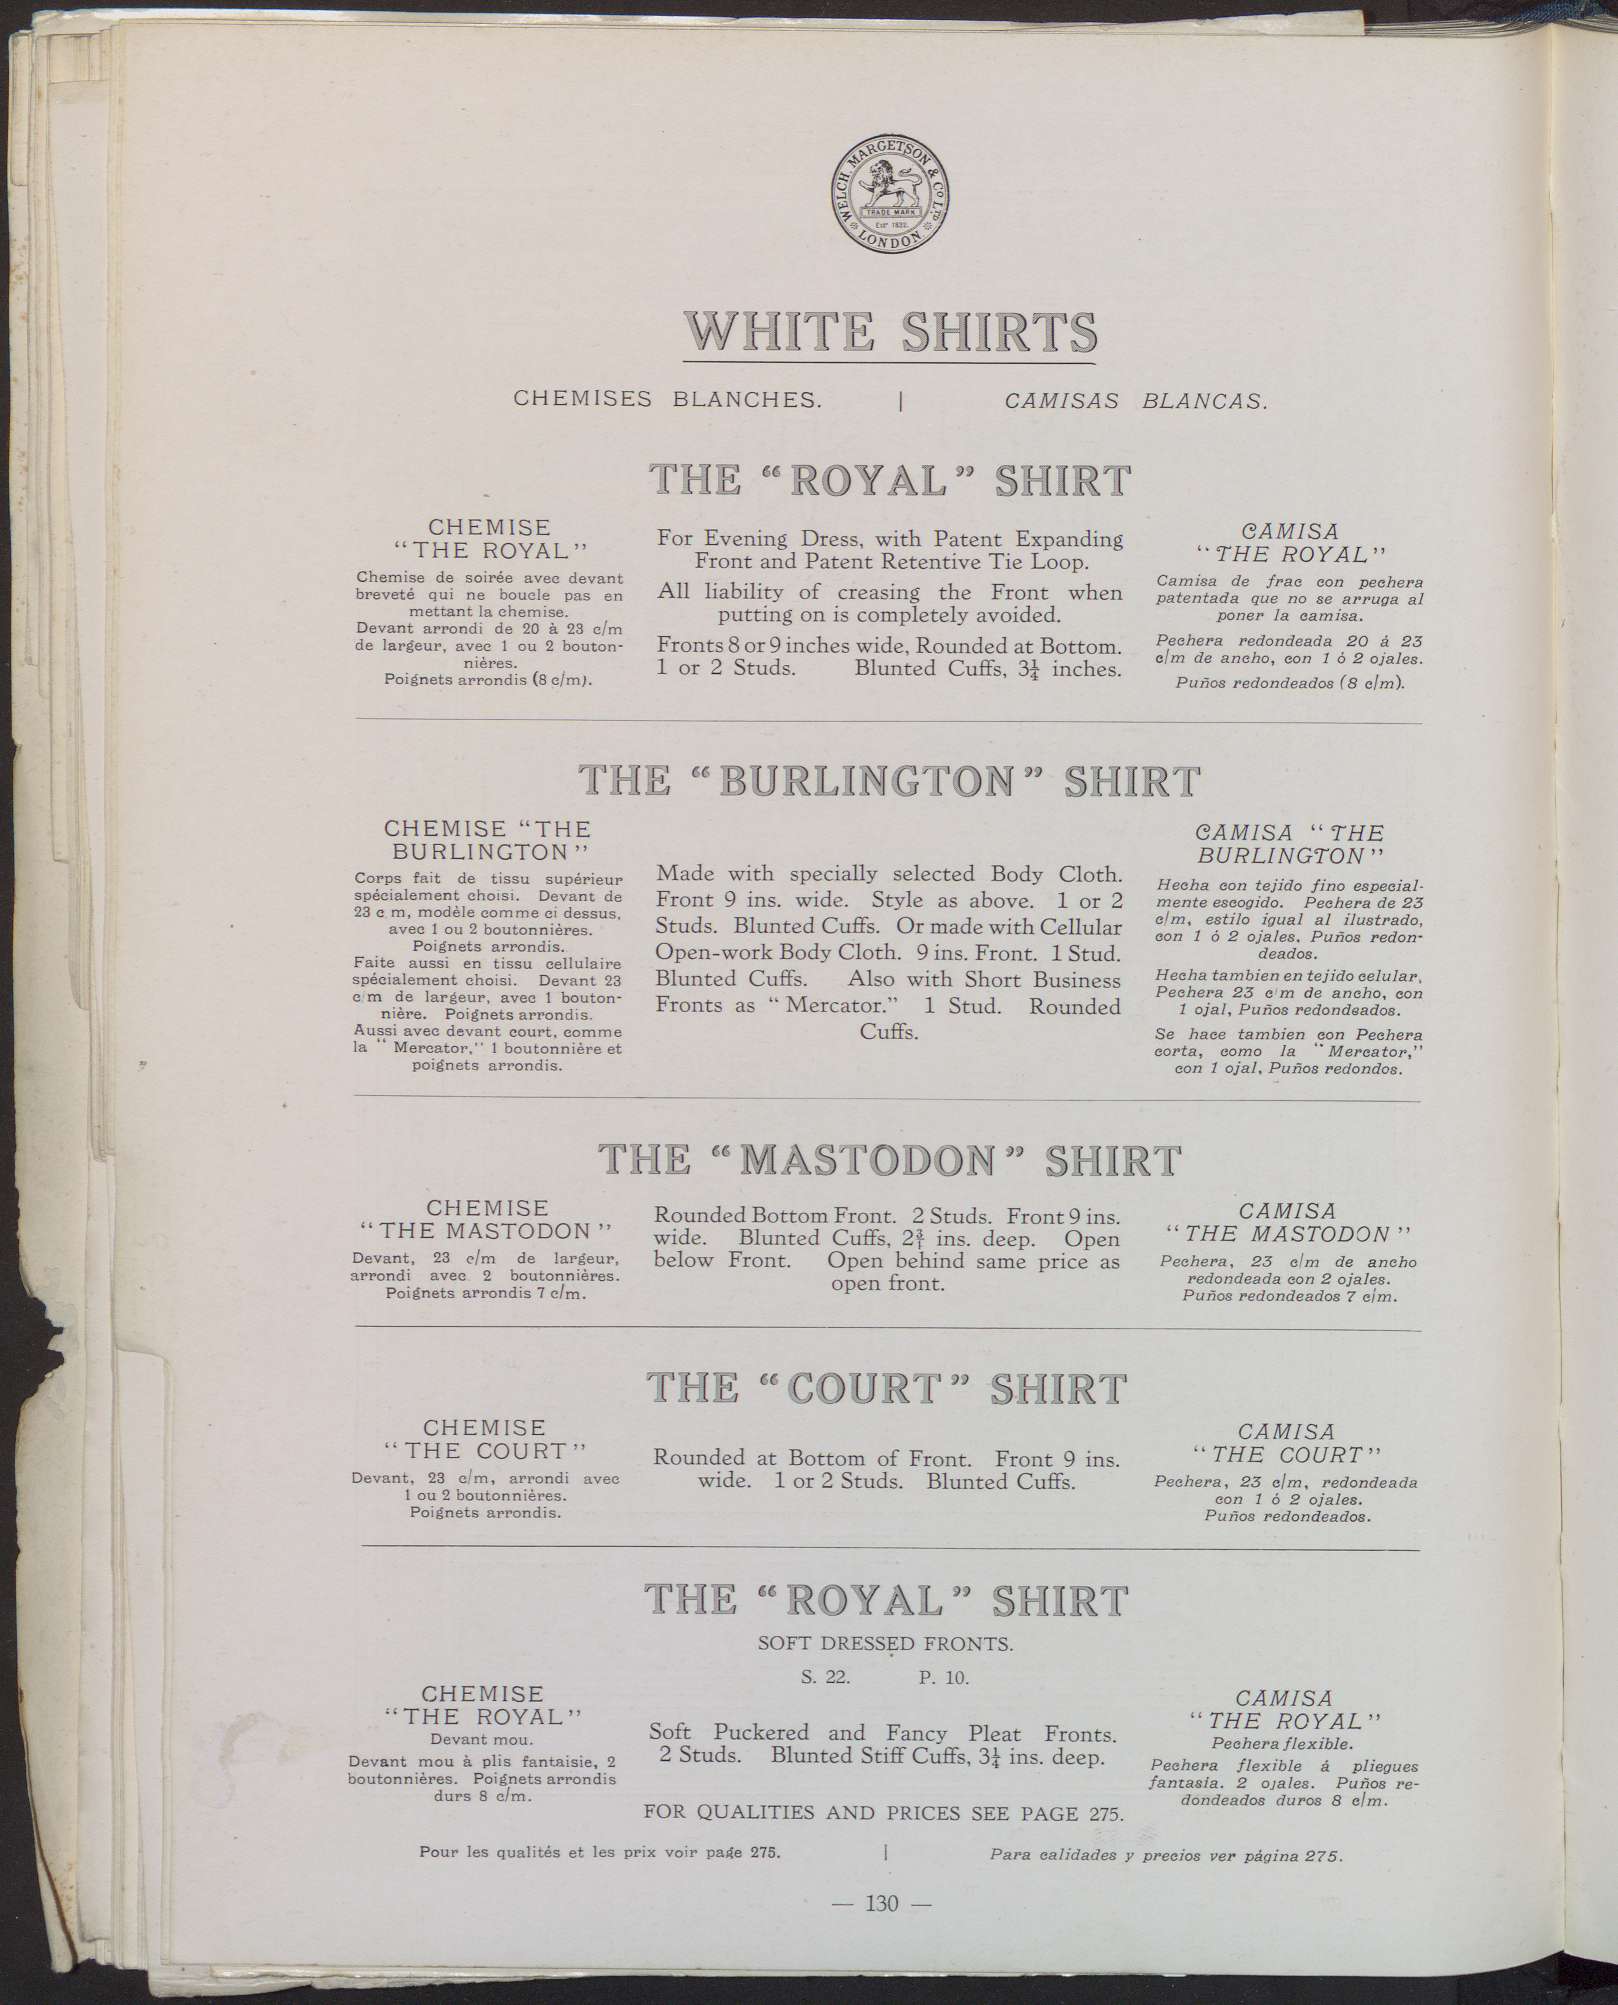 WELCH, MARGETSON & CO. LTD.
TRADE MARK
Estd 1832.
LONDON
WHITE SHIRTS
CHEMISES BLANCHES. | CAMISAS BLANCAS.
THE “ROYAL” SHIRT
CHEMISE
“THE ROYAL”
Chemise de soirée avec devant
breveté qui ne boucle pas en
mettant la chemise.
Devant arrondi de 20 à 23 c/m
de largeur, avec 1 ou 2 bouton-
nières.
Poignets arrondis (8 c/m).
For Evening Dress, with Patent Expanding
Front and Patent Retentive Tie Loop.
All liability of creasing the Front when
putting on is completely avoided.
Fronts 8 or 9 inches wide, Rounded at Bottom.
1 or 2 Studs. Blunted Cuffs, 3¼ inches.
CAMISA
“THE ROYAL”
Camisa de frac con pechera
patentada que no se arruga al
poner la camisa.
Pechera redondeada 20 á 23
c/m de ancho, con 1 ó 2 ojales.
Puños redondeados (8 c/m).
THE “BURLINGTON” SHIRT
CHEMISE “THE
BURLINGTON”
Corps fait de tissu supérieur
spécialement choisi. Devant de
23 c m, modèle comme ci dessus,
avec 1 ou 2 boutonnières.
Poignets arrondis.
Faite aussi en tissu cellulaire
spécialement choisi. Devant 23
c/m de largeur, avec 1 bouton-
nière. Poignets arrondis.
Aussi avec devant court, comme
la “Mercator,” 1 boutonnière et
poignets arrondis.
Made with specially selected Body Cloth.
Front 9 ins. wide. Style as above. 1 or 2
Studs. Blunted Cuffs. Or made with Cellular
Open-work Body Cloth. 9 ins. Front. 1 Stud.
Blunted Cuffs. Also with Short Business
Fronts as “Mercator.” 1 Stud. Rounded
Cuffs.
CAMISA “THE
BURLINGTON”
Hecha con tejido fino especial-
mente escogido. Pechera de 23
c/m, estilo igual al ilustrado,
con 1 ó 2 ojales. Puños redon-
deados.
Hecha tambien en tejido celular,
Pechera 23 c/m de ancho, con
1 ojal, Puños redondeados.
Se hace tambien con Pechera
corta, como la “Mercator,”
con 1 ojal, Puños redondos.
THE “MASTODON” SHIRT
CHEMISE
“THE MASTODON”
Devant, 23 c/m de largeur,
arrondi avec 2 boutonnières.
Poignets arrondis 7 c/m.
Rounded Bottom Front. 2 Studs. Front 9 ins.
wide. Blunted Cuffs, 2¾ ins. deep. Open
below Front. Open behind same price as
open front.
CAMISA
“THE MASTODON”
Pechera, 23 c/m de ancho
redondeada con 2 ojales.
Puños redondeados 7 c/m.
THE “COURT” SHIRT
CHEMISE
“THE COURT”
Devant, 23 c/m, arrondi avec
1 ou 2 boutonnières.
Poignets arrondis.
Rounded at Bottom of Front. Front 9 ins.
wide. 1 or 2 Studs. Blunted Cuffs.
CAMISA
“THE COURT”
Pechera, 23 c/m, redondeada
con 1 ó 2 ojales.
Puños redondeados.
THE “ROYAL” SHIRT
SOFT DRESSED FRONTS.
S. 22. P. 10.
CHEMISE
“THE ROYAL”
Devant mou.
Devant mou à plis fantaisie, 2
boutonnières. Poignets arrondis
durs 8 c/m.
Soft Puckered and Fancy Pleat Fronts.
2 Studs. Blunted Stiff Cuffs, 3¼ ins. deep.
CAMISA
“THE ROYAL”
Pechera flexible.
Pechera flexible á pliegues
fantasia. 2 ojales. Puños re-
dondeados duros 8 c/m.
FOR QUALITIES AND PRICES SEE PAGE 275.
Pour les qualités et les prix voir page 275. | Para calidades y precios ver página 275.
— 130 —